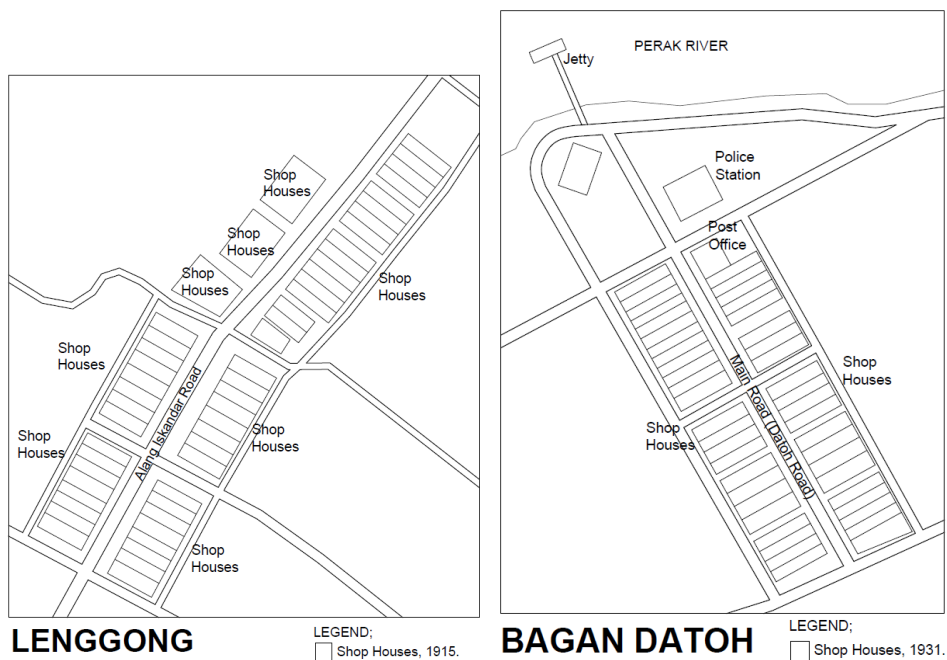 Shop
Houses
Shop
Houses
Shop
Houses
Shop
Houses
Shop
Houses
Shop
Houses
Shop
Houses
Shop
Houses
Alang Iskandar Road
LENGGONG
LEGEND;
Shop Houses, 1915.
PERAK RIVER
Jetty
Police
Station
Post
Office
Shop
Houses
Shop
Houses
Main Road (Datoh Road)
BAGAN DATOH
LEGEND;
Shop Houses, 1931.